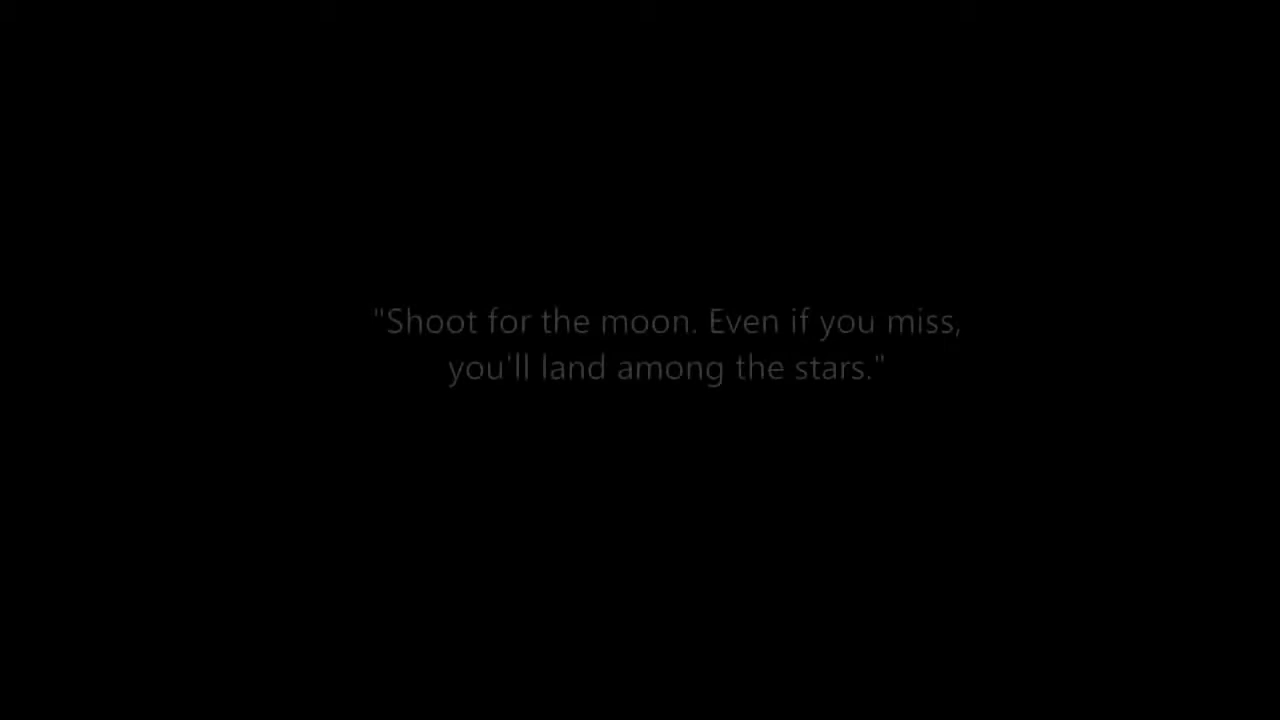 "Shoot for the moon. Even if you miss,
you'll land among the stars."